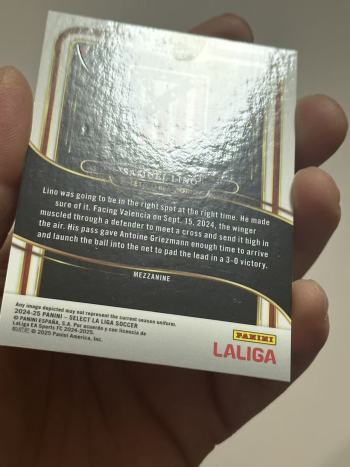 SAMUEL LINO
Lino was going to be in the right spot at the right time. He made
sure of it. Facing Valencia on Sept. 15, 2024, the winger
muscled through a defender to meet a cross and send it high in
the air. His pass gave Antoine Griezmann enough time to arrive
and launch the ball into the net to pad the lead in a 3-0 victory.
MEZZANINE
Any image depicted may not represent the current season uniform.
2024-25 PANINI – SELECT LA LIGA SOCCER
© PANINI ESPAÑA, S.A. Por acuerdo y con licencia de
LaLiga EA Sports FC 2024-2025.
© 2025 Panini America, Inc.
PANINI
LALIGA